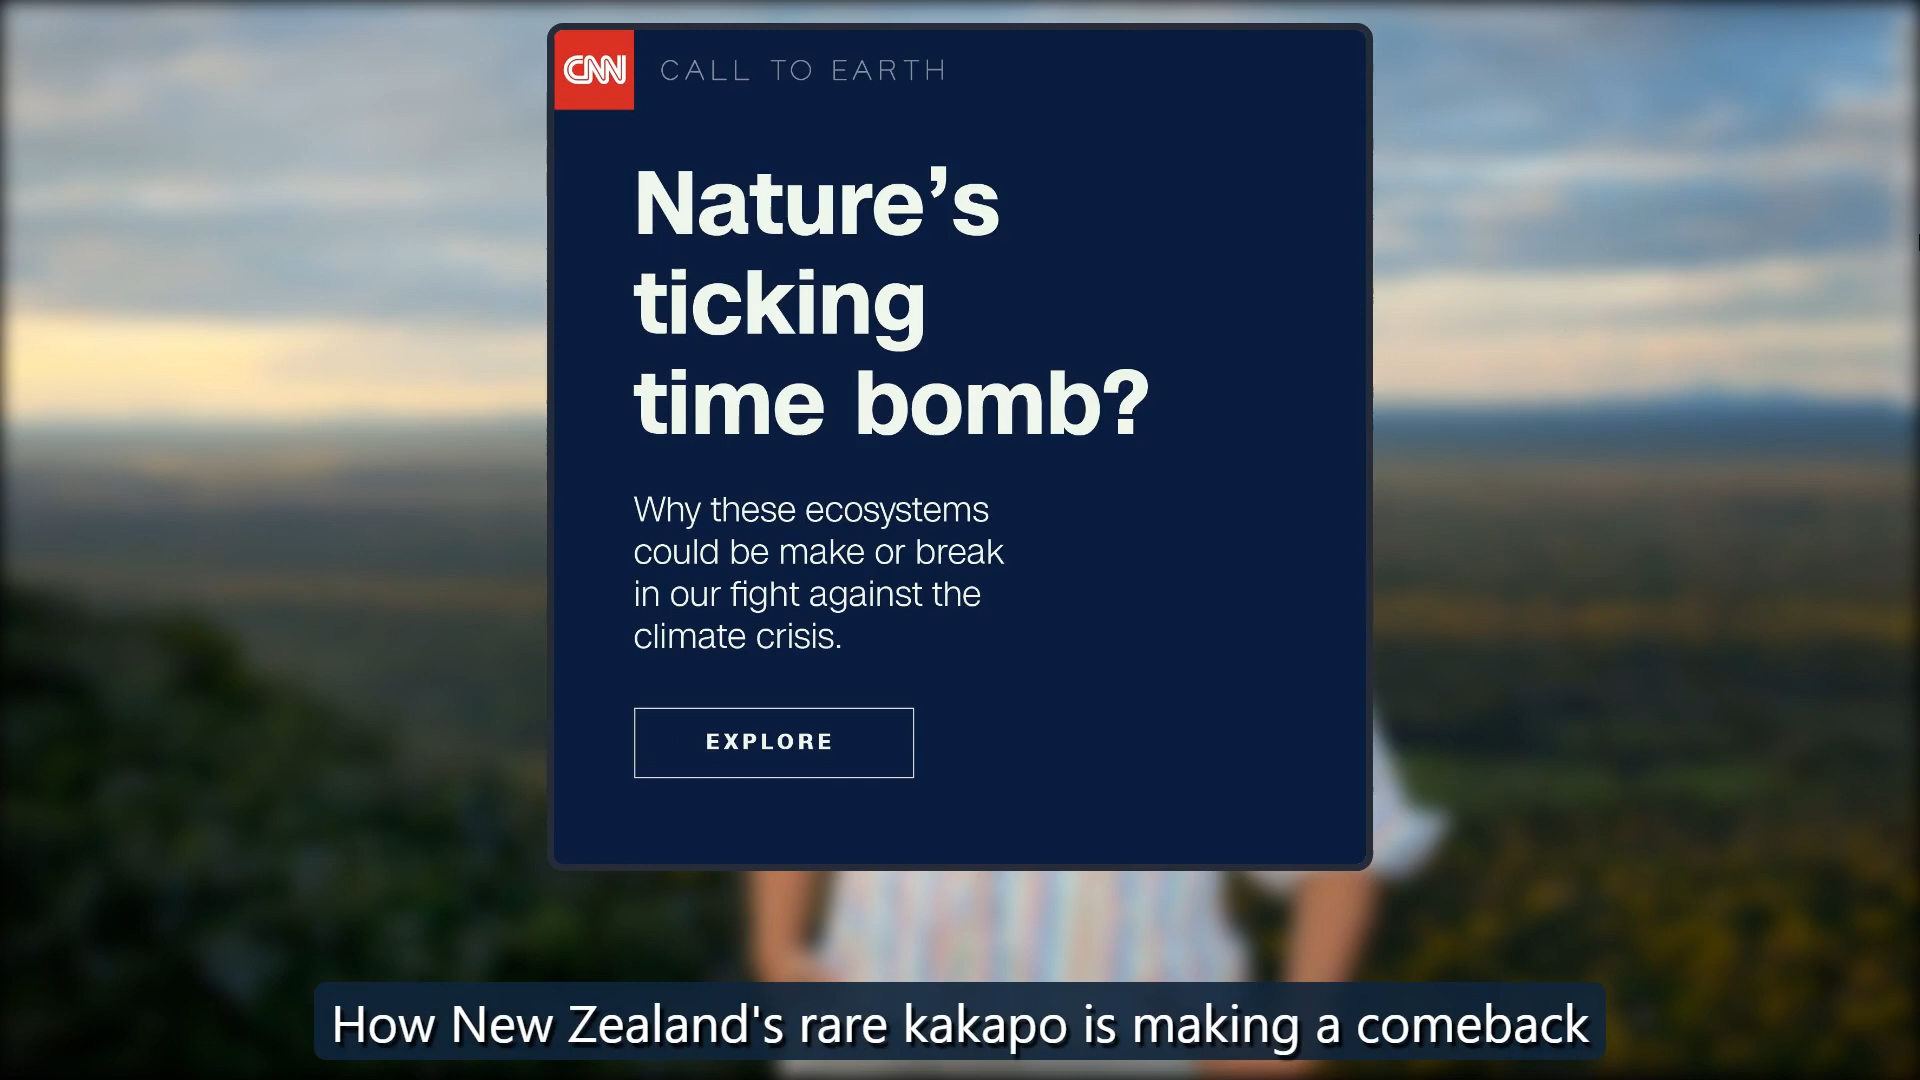 CNN CALL TO EARTH
Nature’s
ticking
time bomb?
Why these ecosystems
could be make or break
in our fight against the
climate crisis.
EXPLORE
How New Zealand's rare kakapo is making a comeback